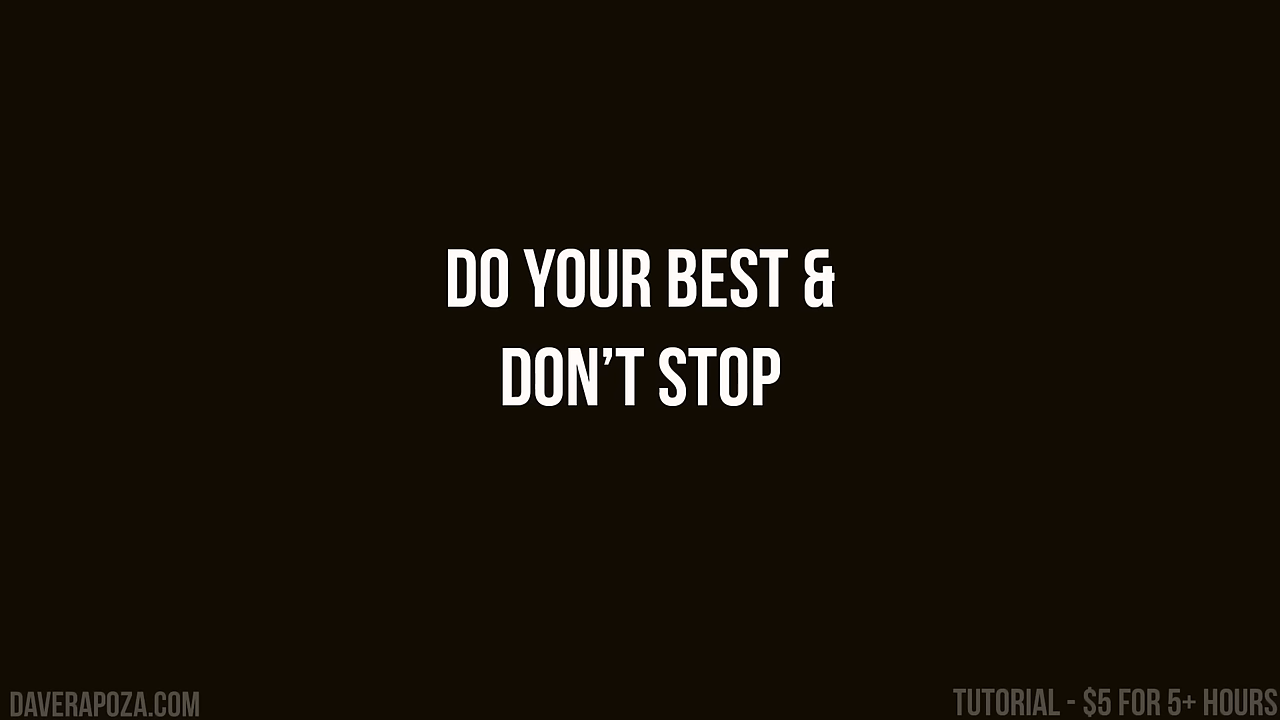 DO YOUR BEST &
DON’T STOP
DAVERAPOZA.COM
TUTORIAL - $5 FOR 5+ HOURS